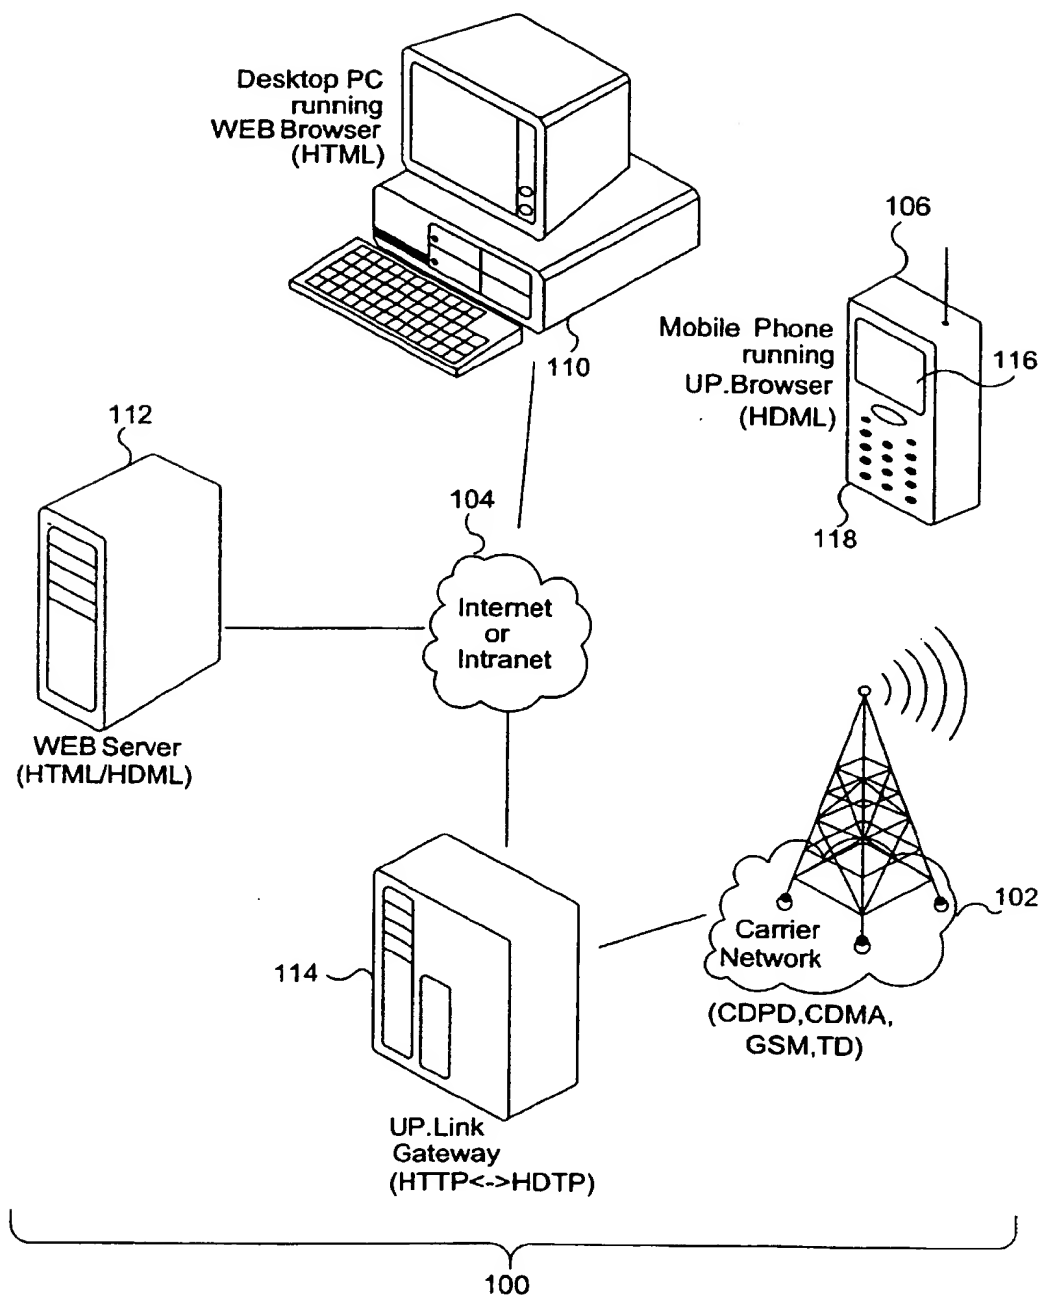 Desktop PC
running
WEB Browser
(HTML)
110
106
Mobile Phone
running
UP.Browser
(HDML)
116
118
112
WEB Server
(HTML/HDML)
104
Internet
or
Intranet
114
UP.Link
Gateway
(HTTP<->HDTP)
102
Carrier
Network
(CDPD,CDMA,
GSM,TD)
100